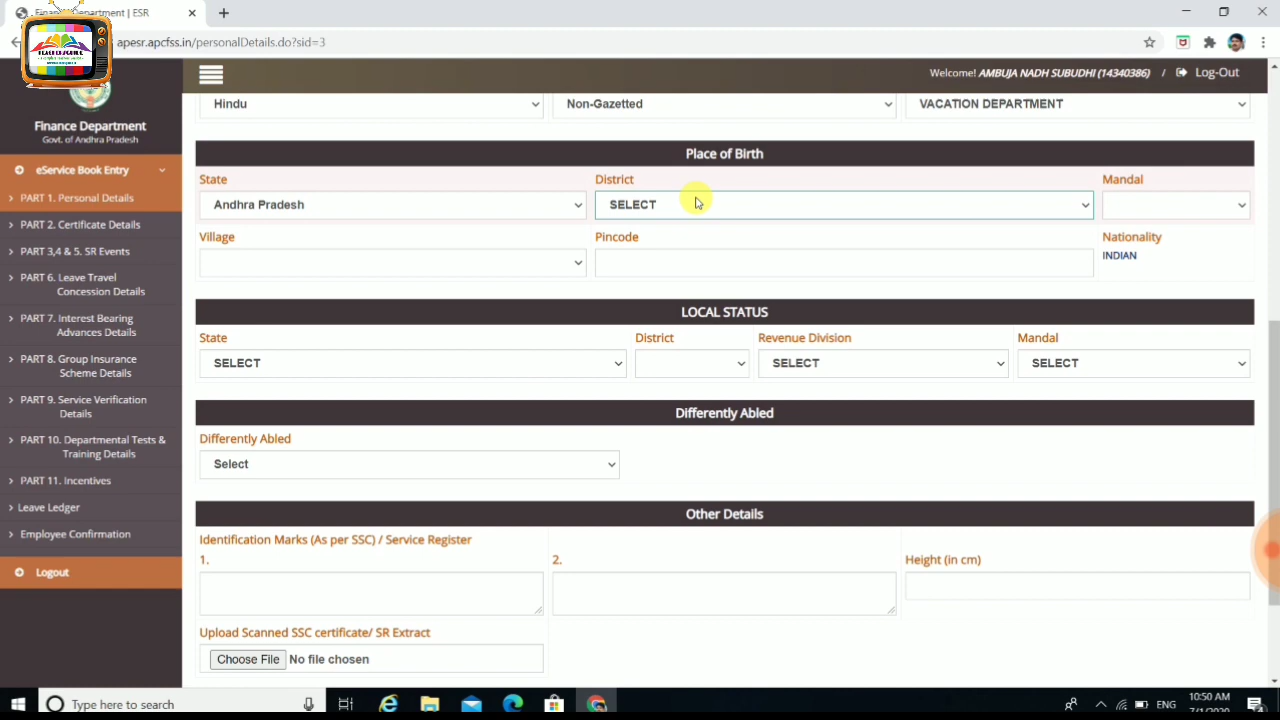 Department | ESR
apesr.apcfss.in/personalDetails.do?sid=3
Welcome! AMBUJA NADH SUBUDHI (14340386) / Log-Out
Finance Department
Govt. of Andhra Pradesh
eService Book Entry
PART 1. Personal Details
PART 2. Certificate Details
PART 3,4 & 5. SR Events
PART 6. Leave Travel
Concession Details
PART 7. Interest Bearing
Advances Details
PART 8. Group Insurance
Scheme Details
PART 9. Service Verification
Details
PART 10. Departmental Tests &
Training Details
PART 11. Incentives
Leave Ledger
Employee Confirmation
Logout
Hindu Non-Gazetted VACATION DEPARTMENT
Place of Birth
State District Mandal
Andhra Pradesh SELECT
Village Pincode Nationality
INDIAN
LOCAL STATUS
State District Revenue Division Mandal
SELECT SELECT SELECT
Differently Abled
Differently Abled
Select
Other Details
Identification Marks (As per SSC) / Service Register
1. 2. Height (in cm)
Upload Scanned SSC certificate/ SR Extract
Choose File No file chosen
Type here to search
ENG
10:50 AM
7/1/2020